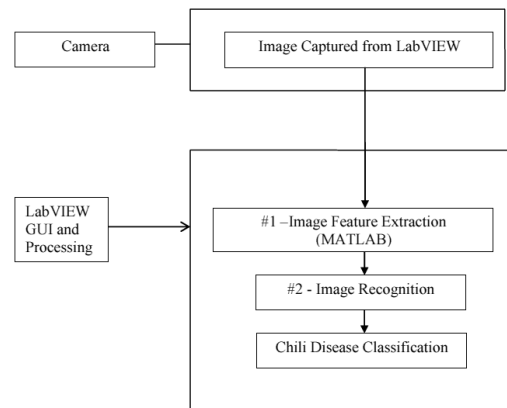 Camera
Image Captured from LabVIEW
LabVIEW
GUI and
Processing
#1 –Image Feature Extraction
(MATLAB)
#2 - Image Recognition
Chili Disease Classification